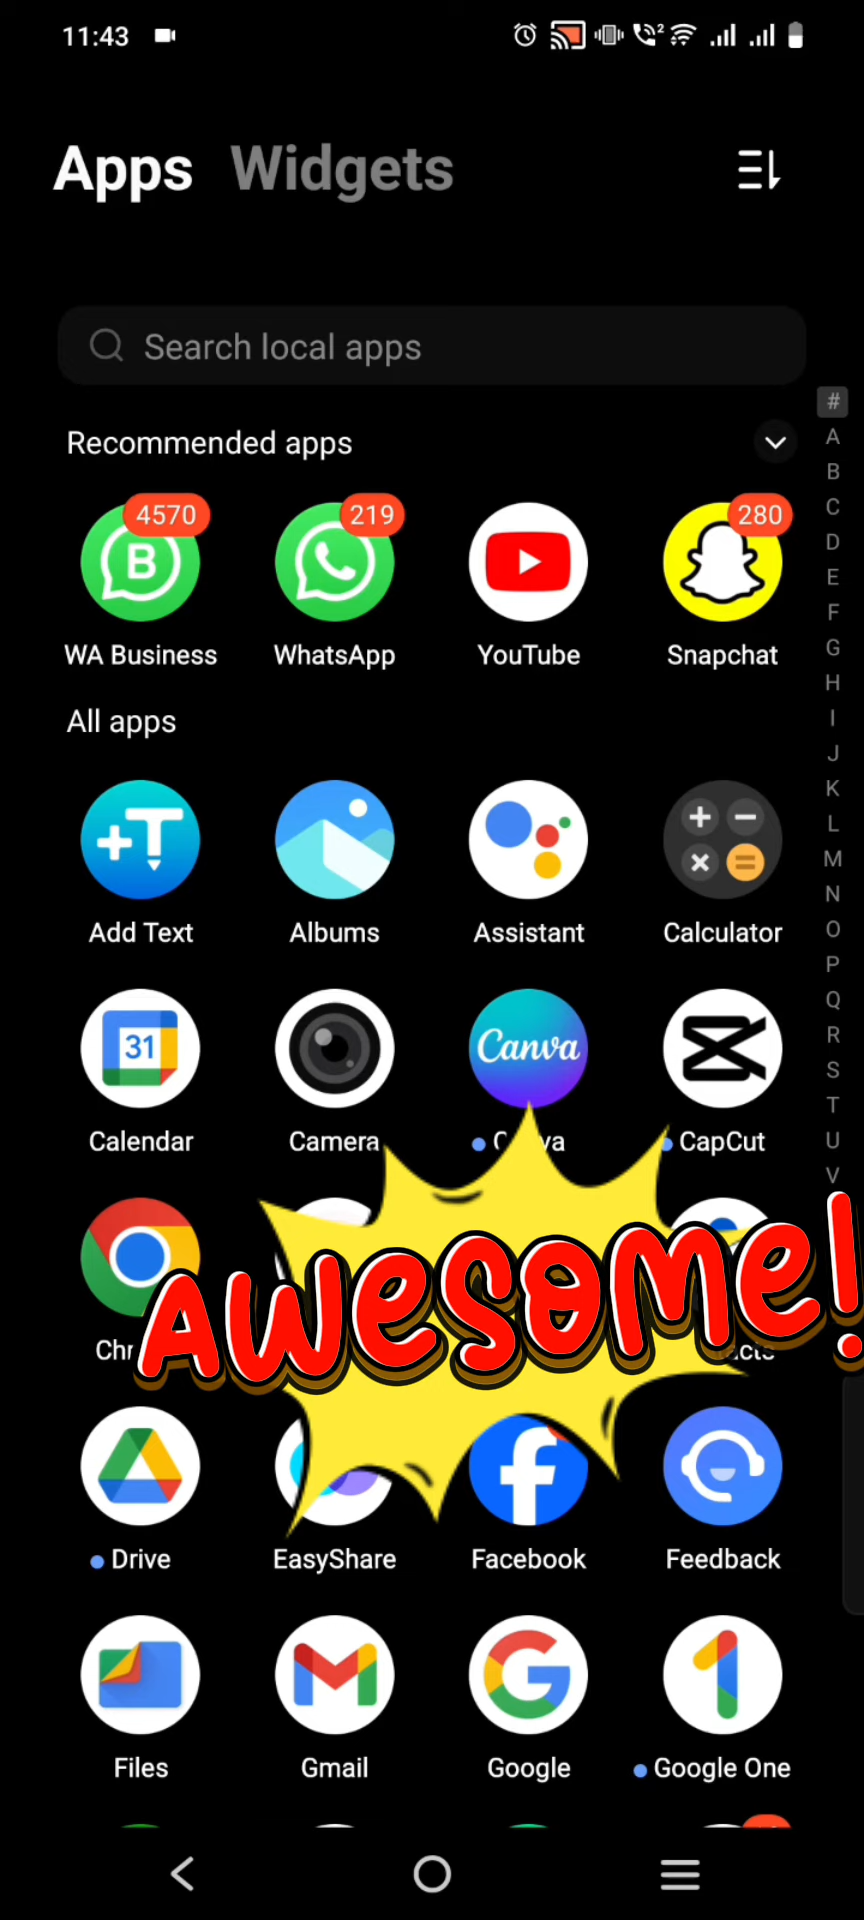 11:43
2
Apps Widgets
Search local apps
Recommended apps
#
A
B
C
D
E
F
G
H
I
J
K
L
M
N
O
P
Q
R
S
T
U
V
4570 219 280
B
WA Business WhatsApp YouTube Snapchat
All apps
+T
Add Text Albums Assistant Calculator
31 Canva
Calendar Camera CapCut
Awesome!
Drive EasyShare Facebook Feedback
Files Gmail Google Google One